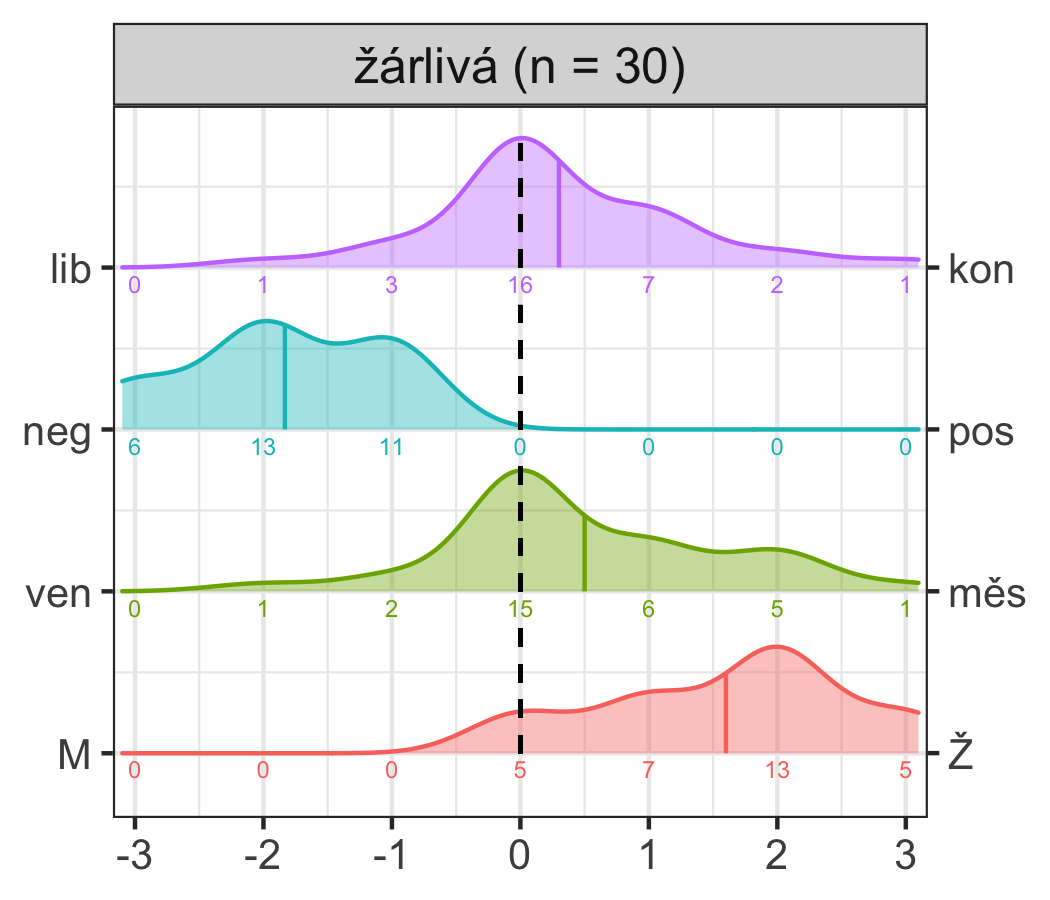 žárlivá (n = 30)
lib kon
0 1 3 16 7 2 1
neg pos
6 13 11 0 0 0 0
ven měs
0 1 2 15 6 5 1
M Ž
0 0 0 5 7 13 5
-3 -2 -1 0 1 2 3